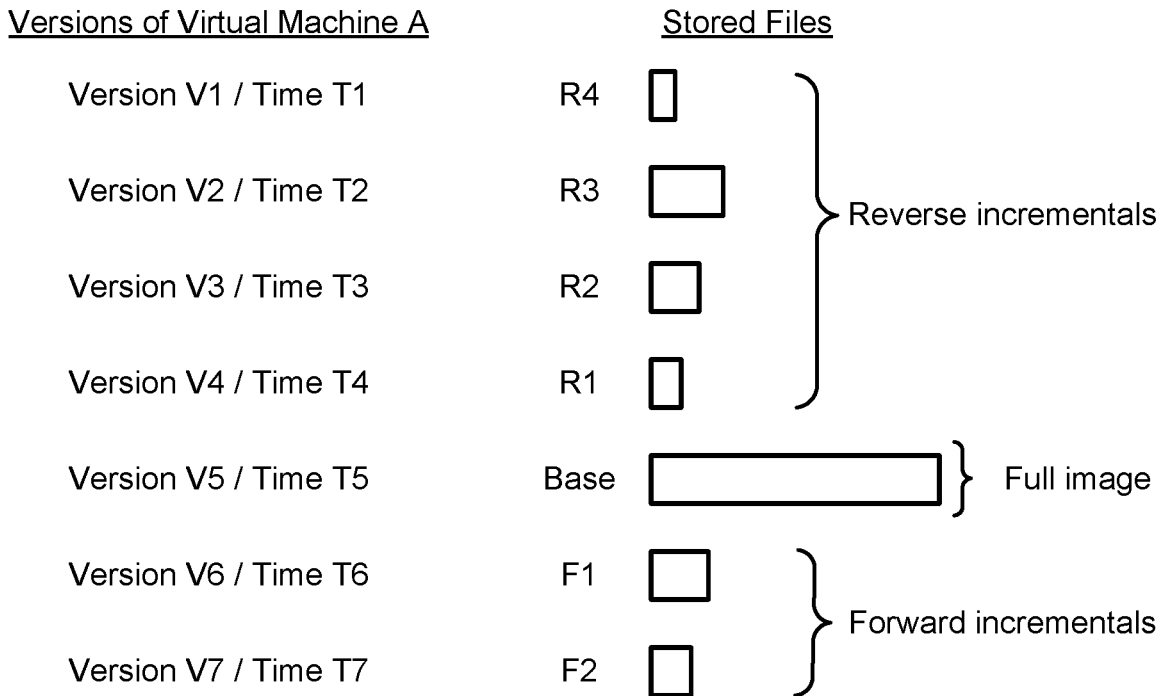 Versions of Virtual Machine A Stored Files
Version V1 / Time T1 R4
Version V2 / Time T2 R3
Reverse incrementals
Version V3 / Time T3 R2
Version V4 / Time T4 R1
Version V5 / Time T5 Base Full image
Version V6 / Time T6 F1
Forward incrementals
Version V7 / Time T7 F2